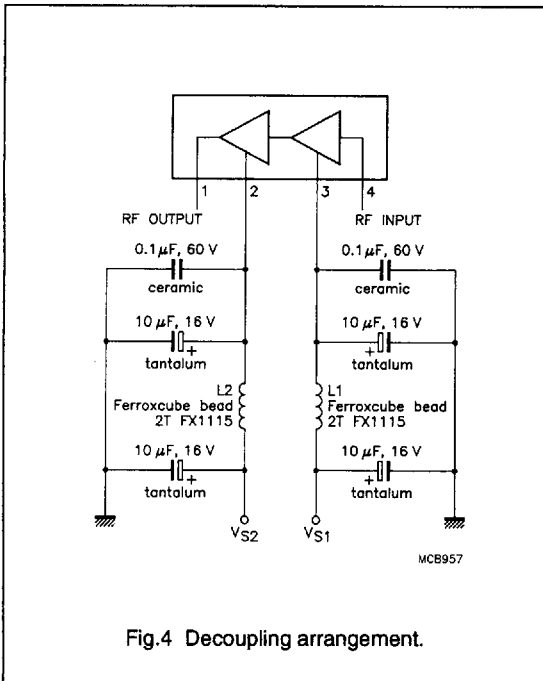 1 2 3 4
RF OUTPUT RF INPUT
0.1 µF, 60 V 0.1 µF, 60 V
ceramic ceramic
10 µF, 16 V 10 µF, 16 V
+ +
tantalum tantalum
L2 L1
Ferroxcube bead Ferroxcube bead
2T FX1115 2T FX1115
10 µF, 16 V 10 µF, 16 V
+ +
tantalum tantalum
VS2 VS1
MCB957
Fig.4 Decoupling arrangement.